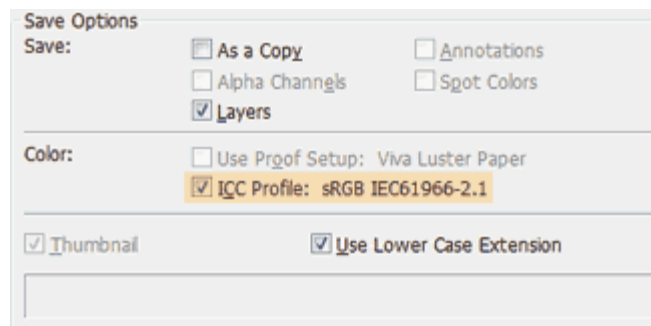 Save Options
Save:
As a Copy
Annotations
Alpha Channels
Spot Colors
Layers
Color:
Use Proof Setup: Viva Luster Paper
ICC Profile: sRGB IEC61966-2.1
Thumbnail
Use Lower Case Extension